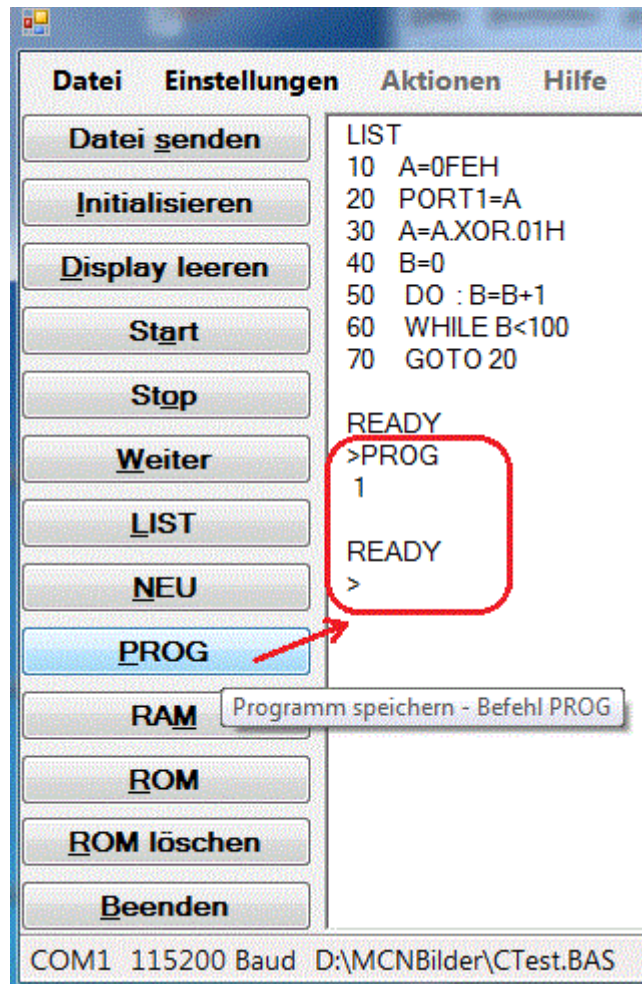 Datei Einstellungen Aktionen Hilfe
Datei senden
Initialisieren
Display leeren
Start
Stop
Weiter
LIST
NEU
PROG
RAM
ROM
ROM löschen
Beenden
LIST
10 A=0FEH
20 PORT1=A
30 A=A.XOR.01H
40 B=0
50 DO : B=B+1
60 WHILE B<100
70 GOTO 20
READY
>PROG
1
READY
>
Programm speichern - Befehl PROG
COM1 115200 Baud D:\MCNBilder\CTest.BAS